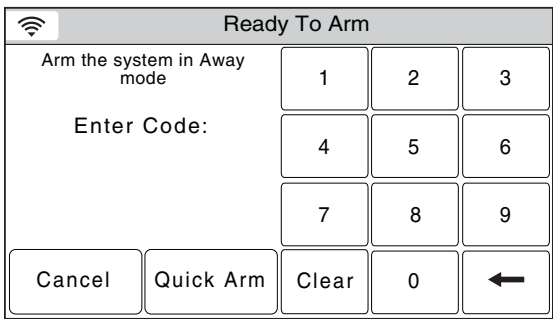 Ready To Arm
Arm the system in Away
mode
Enter Code:
1 2 3
4 5 6
7 8 9
Cancel Quick Arm Clear 0